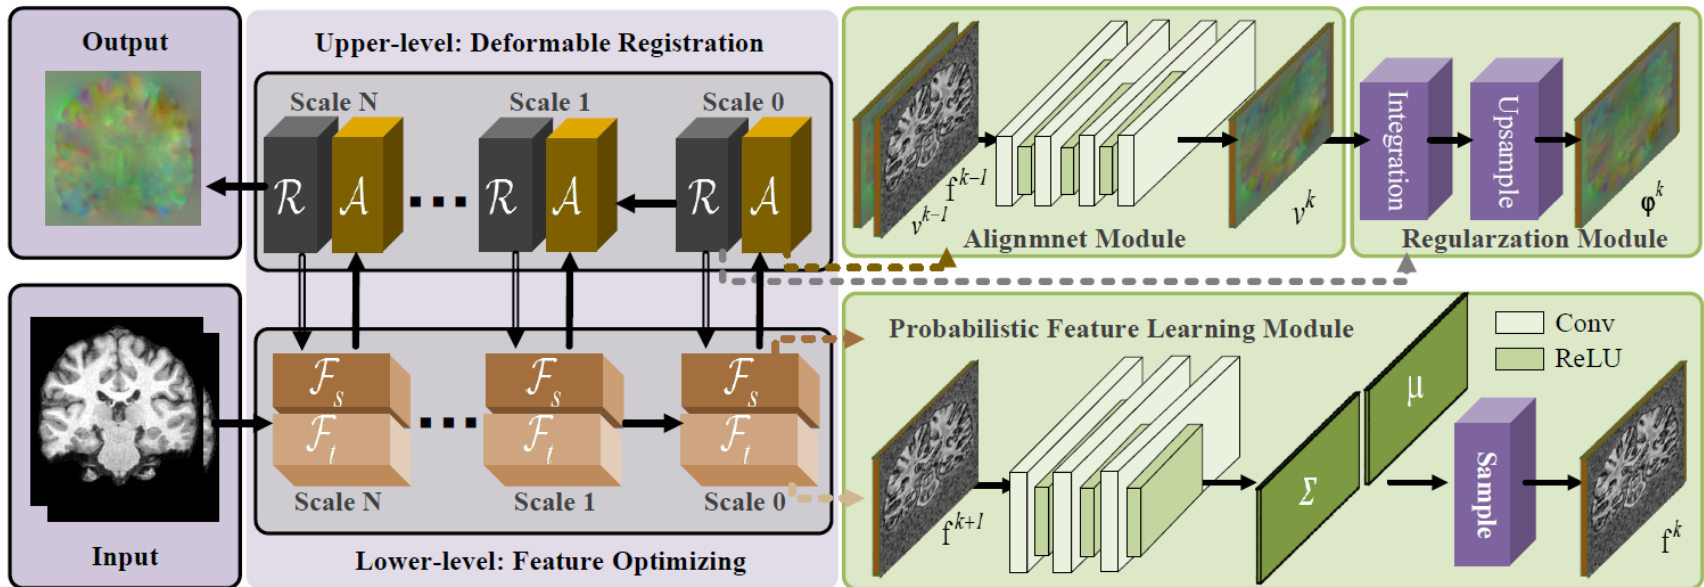 Output
Upper-level: Deformable Registration
Scale N
Scale 1
Scale 0
R
A
R
A
R
A
f^{k-1}
v^{k-1}
v^k
Alignmnet Module
Integration
Upsample
φ^k
Regularzation Module
Input
F_s
F_t
F_s
F_t
F_s
F_t
Scale N
Scale 1
Scale 0
Lower-level: Feature Optimizing
Probabilistic Feature Learning Module
Conv
ReLU
f^{k+1}
Σ
μ
Sample
f^k